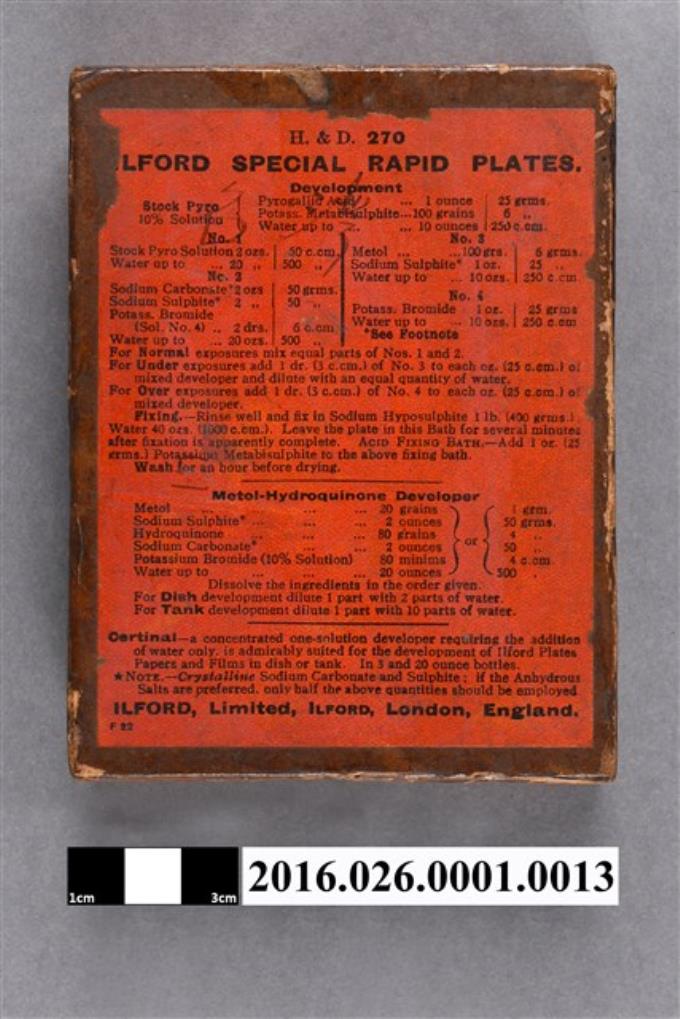 H. & D. 270
ILFORD SPECIAL RAPID PLATES.
Development
Stock Pyro 10% Solution
Pyrogallic Acid ... 1 ounce 25 grms.
Potass. Metabisulphite...100 grains 6 „
Water up to ... 10 ounces 250 c.cm.
No. 1
Stock Pyro Solution 2 ozs. 50 c.cm.
Water up to ... 20 „ 500 „
No. 2
Sodium Carbonate* 2 ozs 50 grms.
Sodium Sulphite* 2 „ 50 „
Potass. Bromide
(Sol. No. 4) .. 2 drs. 6 c.cm
Water up to ... 20 ozs. 500 „
No. 3
Metol ... ...100 grs. 6 grms.
Sodium Sulphite* 1 oz. 25 „
Water up to ... 10 ozs. 250 c.cm
No. 4
Potass. Bromide 1 oz. 25 grms
Water up to ... 10 ozs. 250 c.cm
*See Footnote
For Normal exposures mix equal parts of Nos. 1 and 2.
For Under exposures add 1 dr. (3 c.cm.) of No. 3 to each oz. (25 c.cm.) of
mixed developer and dilute with an equal quantity of water.
For Over exposures add 1 dr. (3 c.cm.) of No. 4 to each oz. (25 c.cm.) of
mixed developer.
Fixing.—Rinse well and fix in Sodium Hyposulphite 1 lb. (400 grms.)
Water 40 ozs. (1000 c.cm.). Leave the plate in this Bath for several minutes
after fixation is apparently complete. ACID FIXING BATH.—Add 1 oz. (25
grms.) Potassium Metabisulphite to the above fixing bath.
Wash for an hour before drying.
Metol-Hydroquinone Developer
Metol ... ... ... 20 grains 1 grm.
Sodium Sulphite* ... ... ... 2 ounces 50 grms.
Hydroquinone ... ... 80 grains or 4 „
Sodium Carbonate* ... ... 2 ounces 50 „
Potassium Bromide (10% Solution) 80 minims 4 c.cm.
Water up to ... ... ... 20 ounces 500 „
Dissolve the ingredients in the order given.
For Dish development dilute 1 part with 2 parts of water.
For Tank development dilute 1 part with 10 parts of water.
Certinal—a concentrated one-solution developer requiring the addition
of water only, is admirably suited for the development of Ilford Plates
Papers and Films in dish or tank. In 3 and 20 ounce bottles.
★NOTE.—Crystalline Sodium Carbonate and Sulphite; if the Anhydrous
Salts are preferred, only half the above quantities should be employed
ILFORD, Limited, ILFORD, London, England.
F 22
1cm 3cm
2016.026.0001.0013